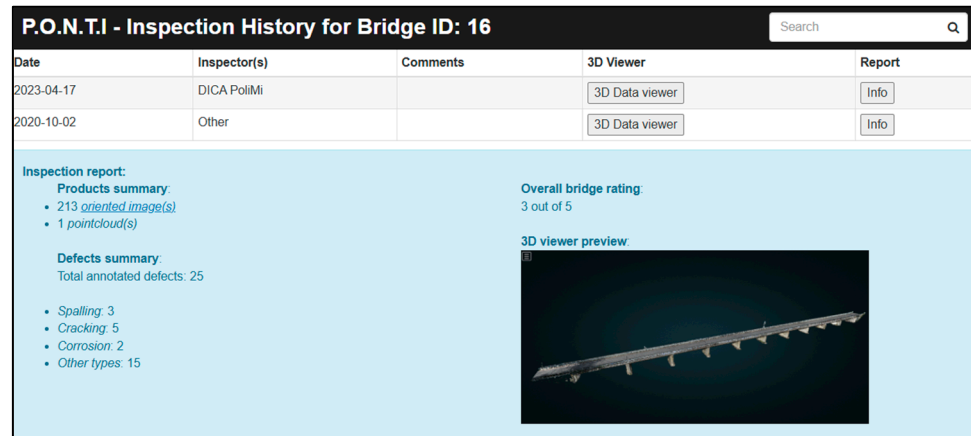 P.O.N.T.I - Inspection History for Bridge ID: 16
Search
Date Inspector(s) Comments 3D Viewer Report
2023-04-17 DICA PoliMi 3D Data viewer Info
2020-10-02 Other 3D Data viewer Info
Inspection report:
Products summary:
• 213 oriented image(s)
• 1 pointcloud(s)
Defects summary:
Total annotated defects: 25
• Spalling: 3
• Cracking: 5
• Corrosion: 2
• Other types: 15
Overall bridge rating:
3 out of 5
3D viewer preview: